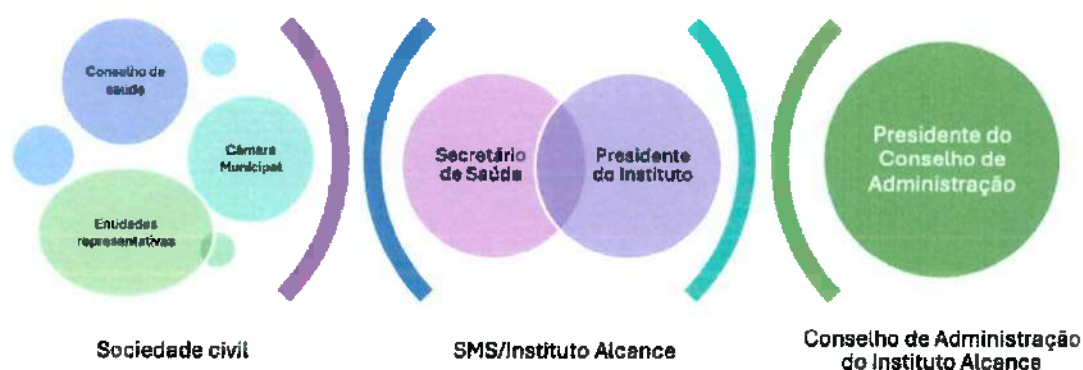 Conselho de
saúde
Câmara
Municipal
Entidades
representativas
Sociedade civil
Secretário
de Saúde
Presidente
do Instituto
SMS/Instituto Alcance
Presidente do
Conselho de
Administração
Conselho de Administração
do Instituto Alcance